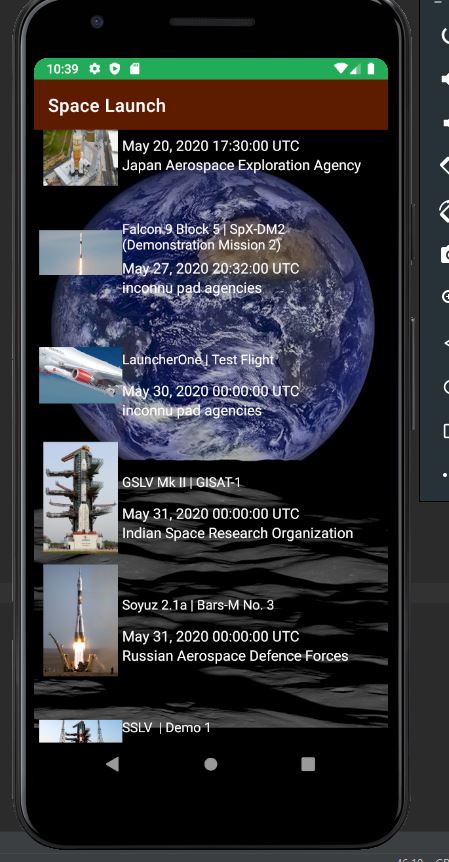 10:39
Space Launch
May 20, 2020 17:30:00 UTC
Japan Aerospace Exploration Agency
Falcon 9 Block 5 | SpX-DM2
(Demonstration Mission 2)
May 27, 2020 20:32:00 UTC
inconnu pad agencies
LauncherOne | Test Flight
May 30, 2020 00:00:00 UTC
inconnu pad agencies
GSLV Mk II | GISAT-1
May 31, 2020 00:00:00 UTC
Indian Space Research Organization
Soyuz 2.1a | Bars-M No. 3
May 31, 2020 00:00:00 UTC
Russian Aerospace Defence Forces
SSLV | Demo 1